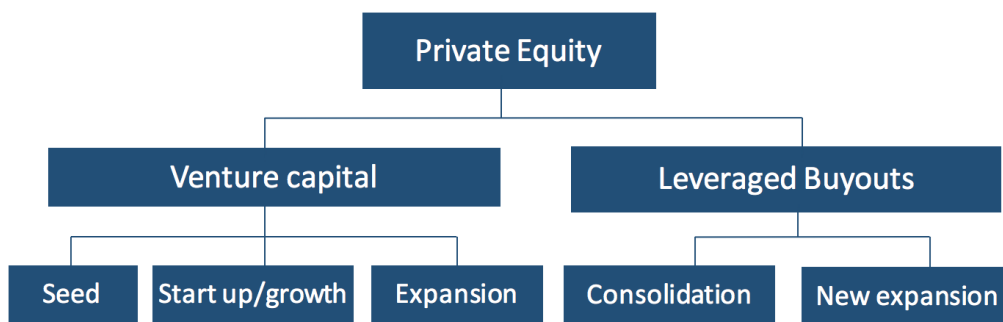 Private Equity
Venture capital
Leveraged Buyouts
Seed
Start up/growth
Expansion
Consolidation
New expansion